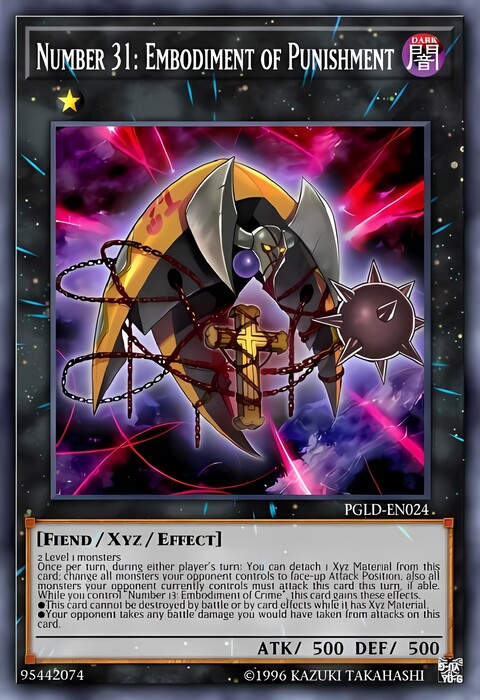 NUMBER 31: EMBODIMENT OF PUNISHMENT
DARK
闇
31
PGLD-EN024
[FIEND / XYZ / EFFECT]
2 Level 1 monsters
Once per turn, during either player's turn: You can detach 1 Xyz Material from this
card; change all monsters your opponent controls to face-up Attack Position, also all
monsters your opponent currently controls must attack this card this turn, if able.
While you control "Number 13: Embodiment of Crime", this card gains these effects.
●This card cannot be destroyed by battle or by card effects while it has Xyz Material.
●Your opponent takes any battle damage you would have taken from attacks on this
card.
ATK/ 500 DEF/ 500
95442074
©1996 KAZUKI TAKAHASHI